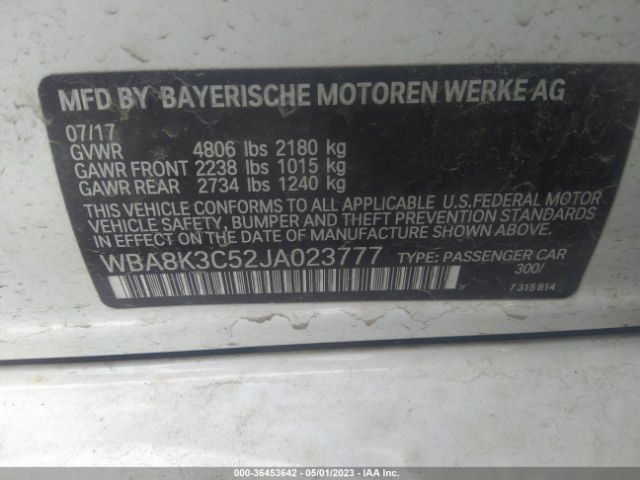 MFD BY BAYERISCHE MOTOREN WERKE AG
07/17
GVWR 4806 lbs 2180 kg
GAWR FRONT 2238 lbs 1015 kg
GAWR REAR 2734 lbs 1240 kg
THIS VEHICLE CONFORMS TO ALL APPLICABLE U.S.FEDERAL MOTOR
VEHICLE SAFETY, BUMPER AND THEFT PREVENTION STANDARDS
IN EFFECT ON THE DATE OF MANUFACTURE SHOWN ABOVE.
WBA8K3C52JA023777 TYPE: PASSENGER CAR
300/
7 315 814
000-36453642 - 05/01/2023 - IAA Inc.